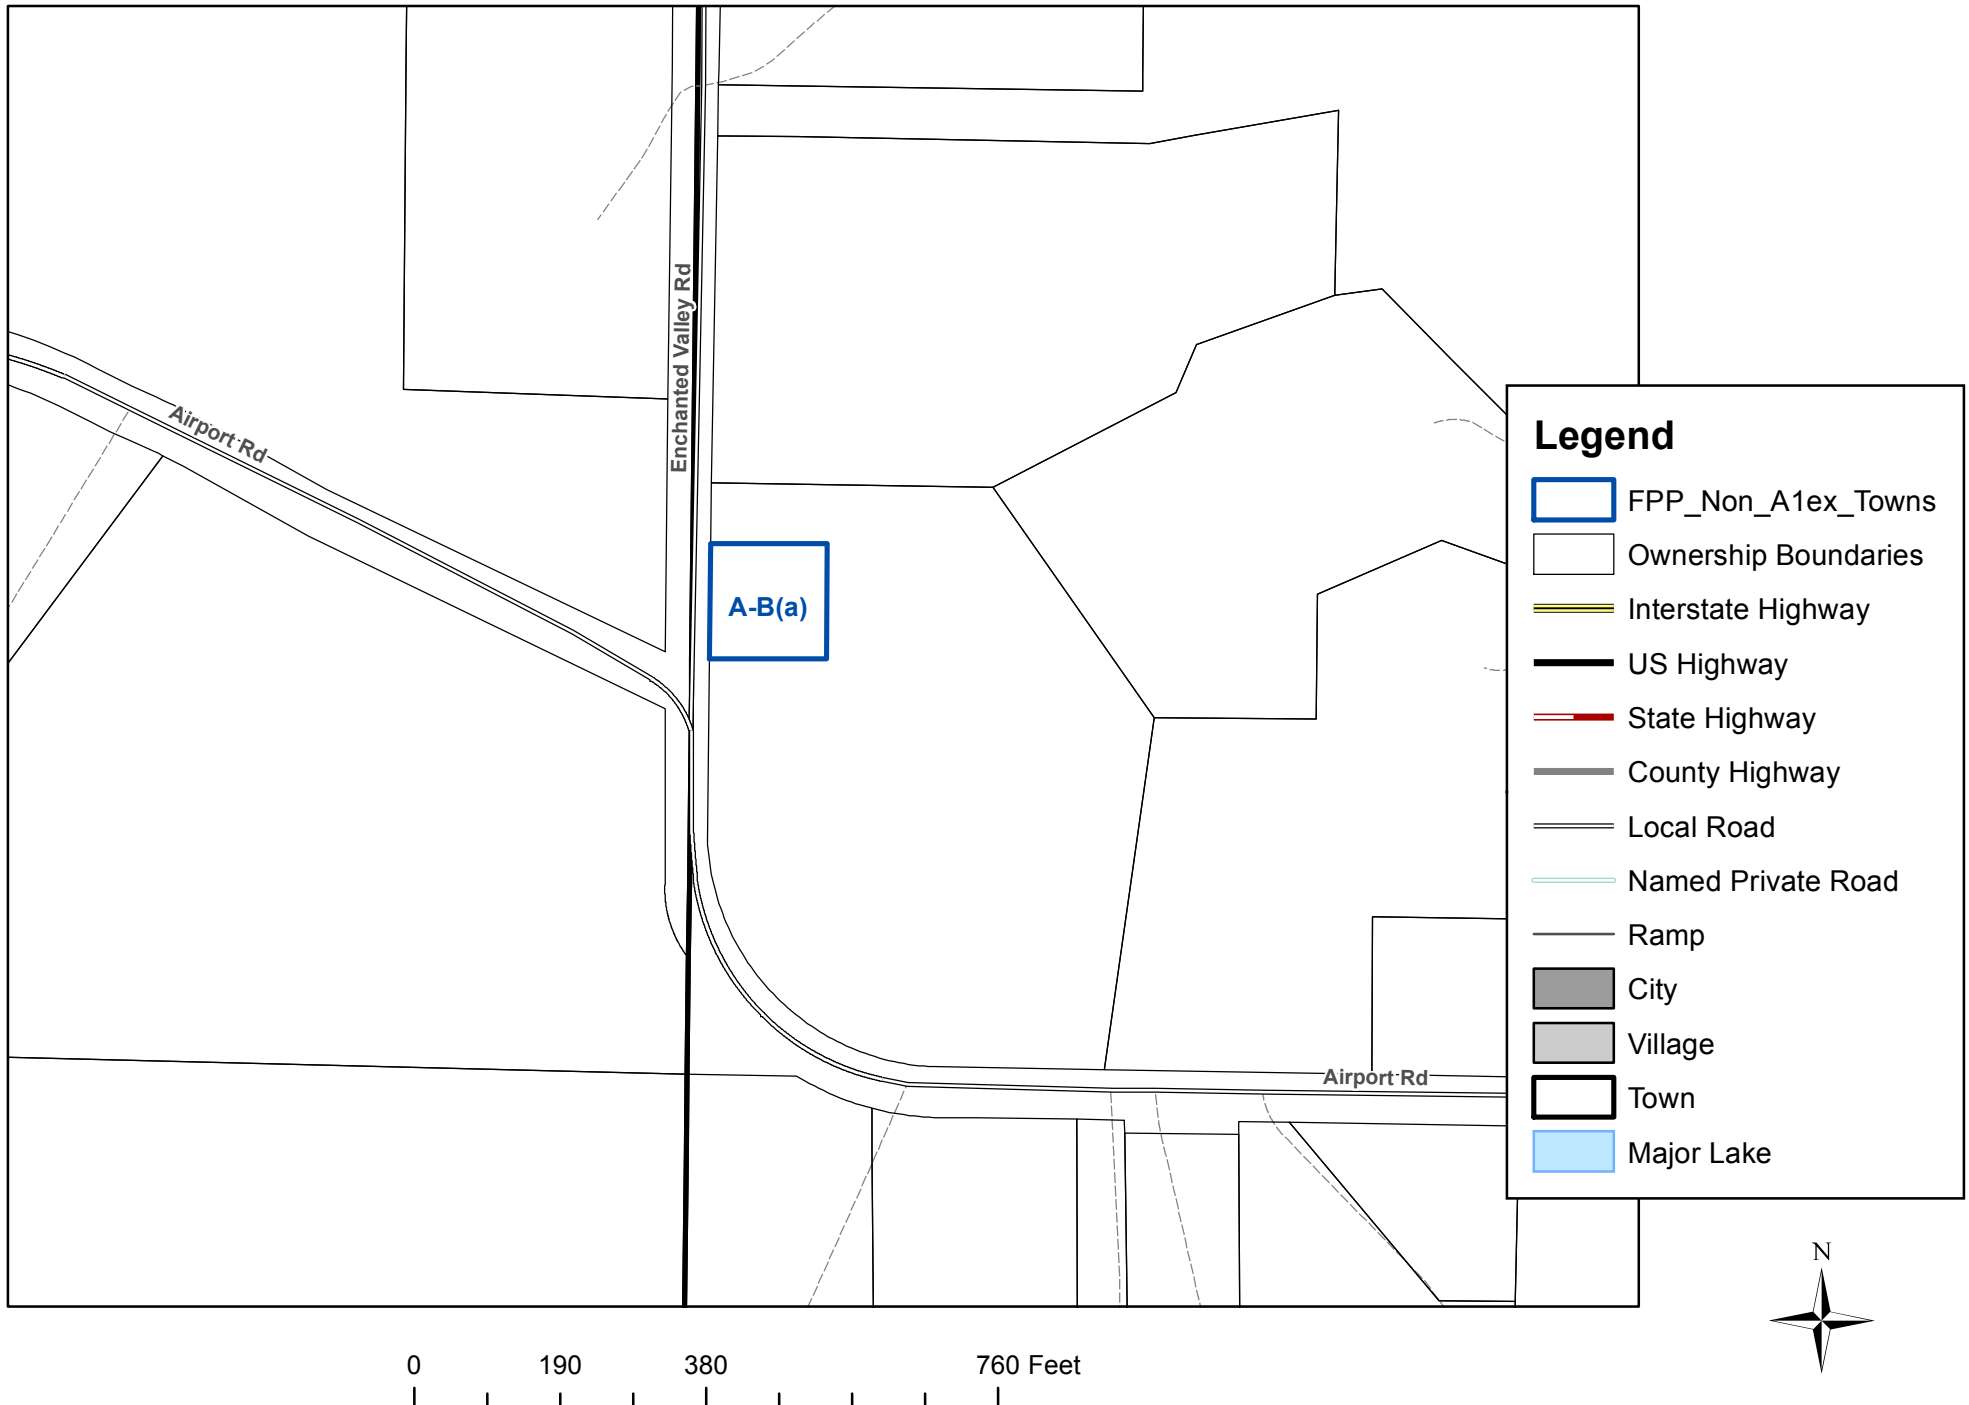 Enchanted Valley Rd
Airport Rd
A-B(a)
Airport Rd
Legend
FPP_Non_A1ex_Towns
Ownership Boundaries
Interstate Highway
US Highway
State Highway
County Highway
Local Road
Named Private Road
Ramp
City
Village
Town
Major Lake
N
0 190 380 760 Feet